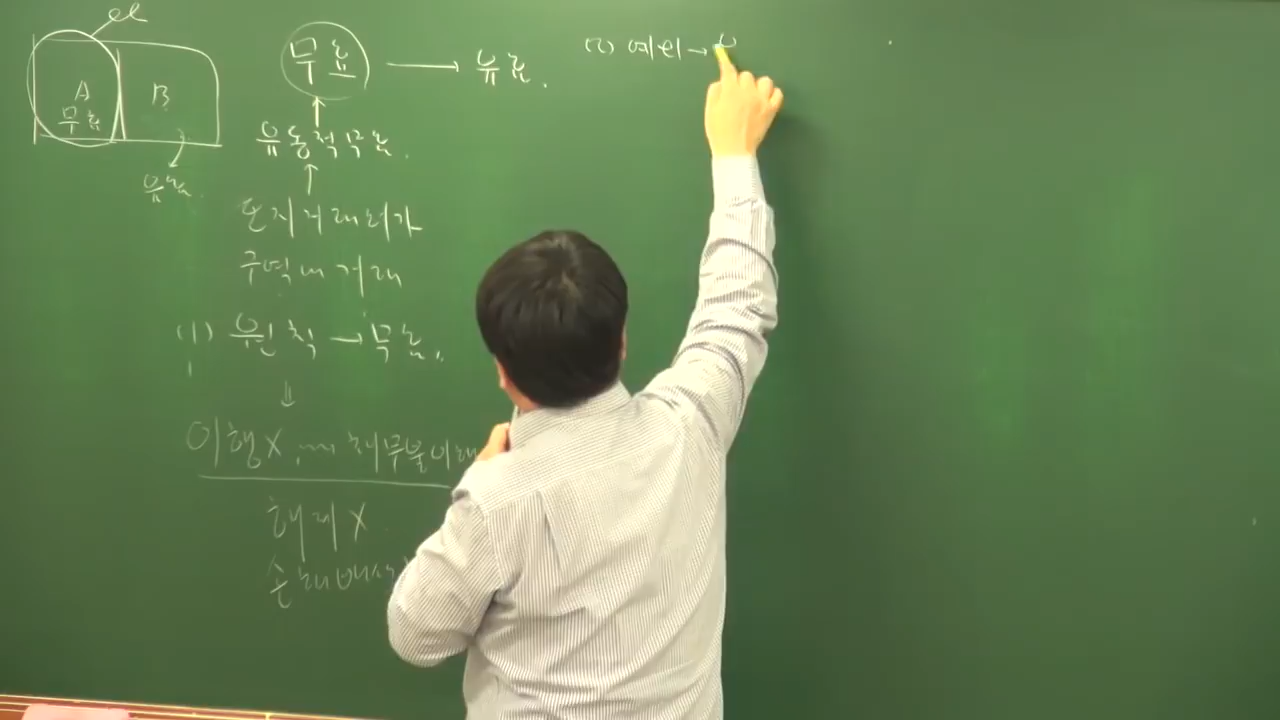 A
무효
B
유효.
무효 → 유효.
↑
유동적 무효.
↑
토지거래허가
구역내 거래
(1) 원칙 → 무효.
⇓
이행X, 채무불이행
해제X
손해배상
(2) 예외 →